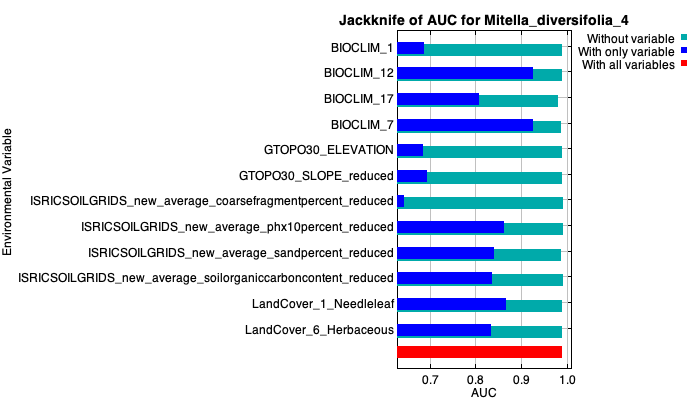 Jackknife of AUC for Mitella_diversifolia_4
Without variable
With only variable
With all variables
Environmental Variable
BIOCLIM_1
BIOCLIM_12
BIOCLIM_17
BIOCLIM_7
GTOPO30_ELEVATION
GTOPO30_SLOPE_reduced
ISRICSOILGRIDS_new_average_coarsefragmentpercent_reduced
ISRICSOILGRIDS_new_average_phx10percent_reduced
ISRICSOILGRIDS_new_average_sandpercent_reduced
ISRICSOILGRIDS_new_average_soilorganiccarboncontent_reduced
LandCover_1_Needleleaf
LandCover_6_Herbaceous
0.7 0.8 0.9 1.0
AUC